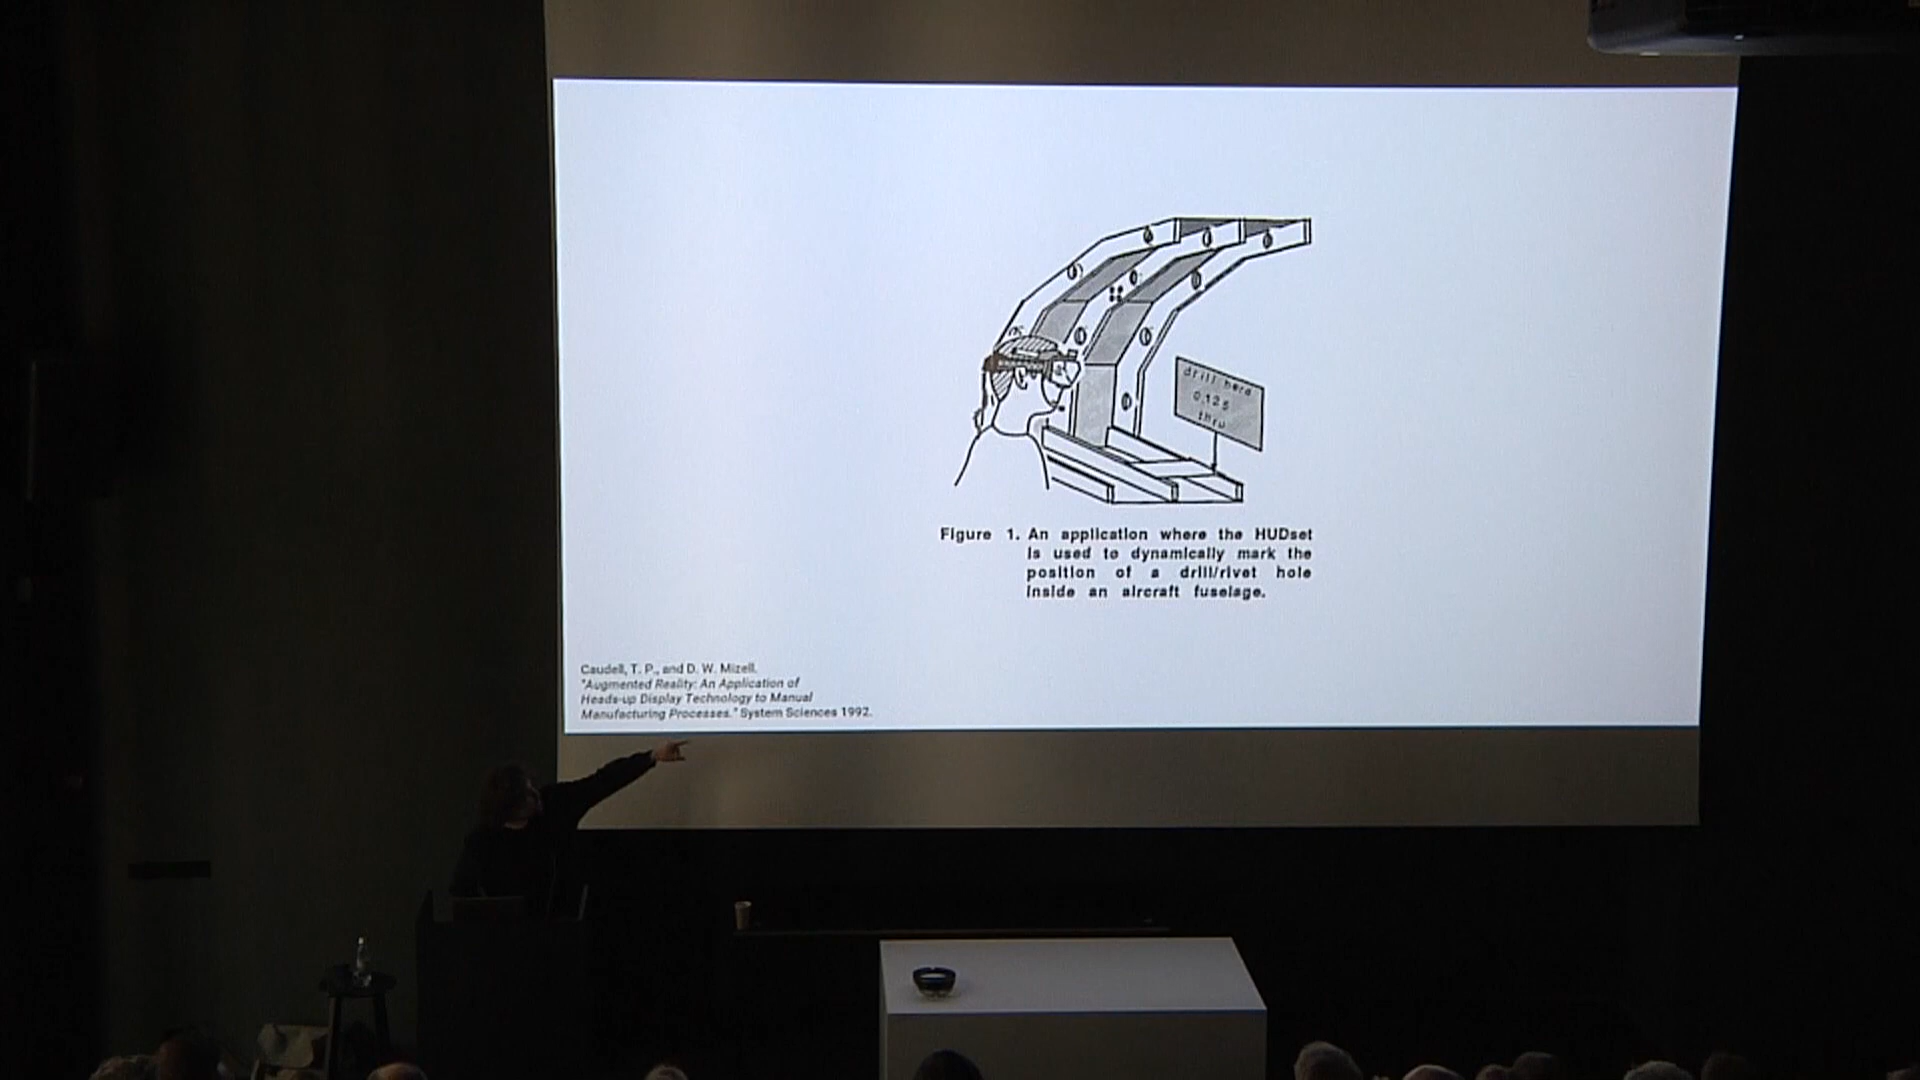 drill here
0.125
thru
Figure 1. An application where the HUDset
is used to dynamically mark the
position of a drill/rivet hole
inside an aircraft fuselage.
Caudell, T. P., and D. W. Mizell.
"Augmented Reality: An Application of
Heads-up Display Technology to Manual
Manufacturing Processes." System Sciences 1992.